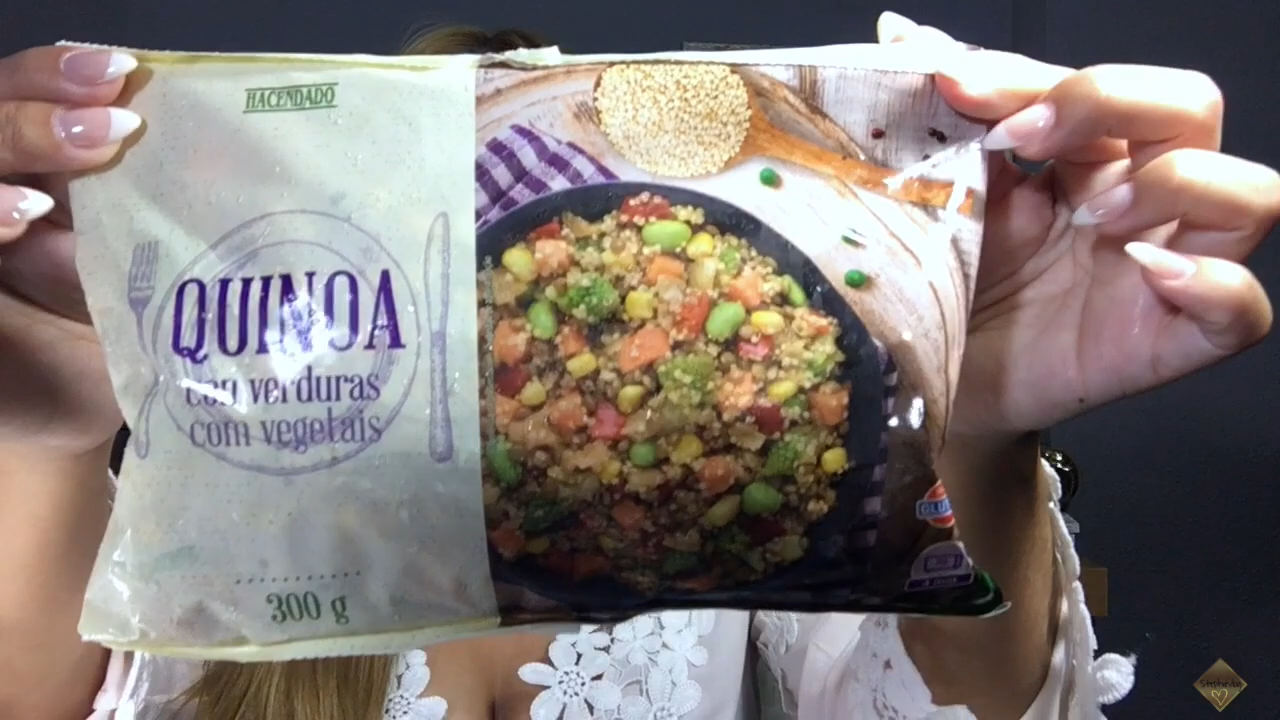 HACENDADO
QUINOA
con verduras
com vegetais
300 g